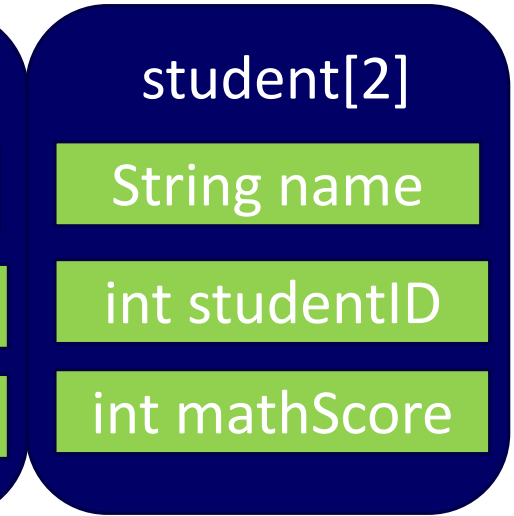 student[2]
String name
int studentID
int mathScore